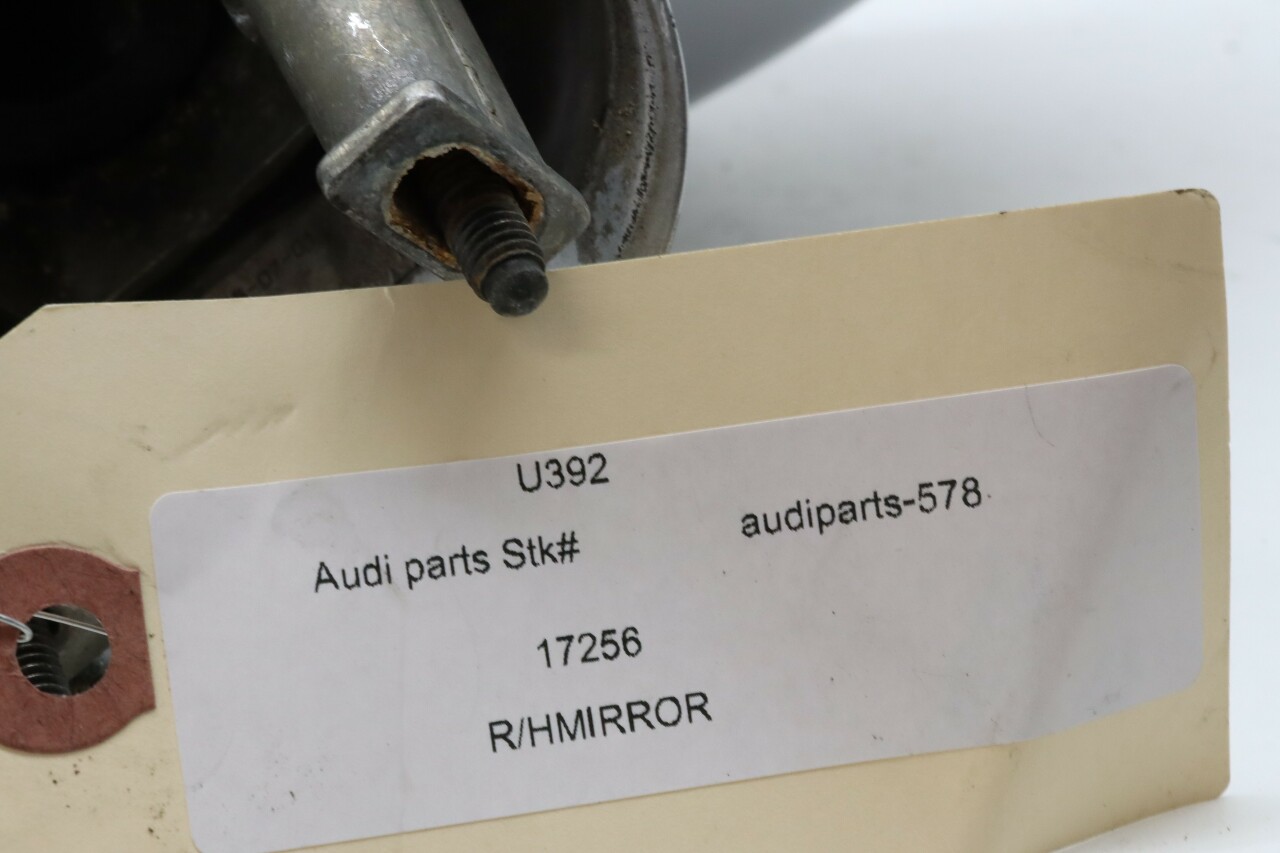 U392
Audi parts Stk# audiparts-578
17256
R/HMIRROR